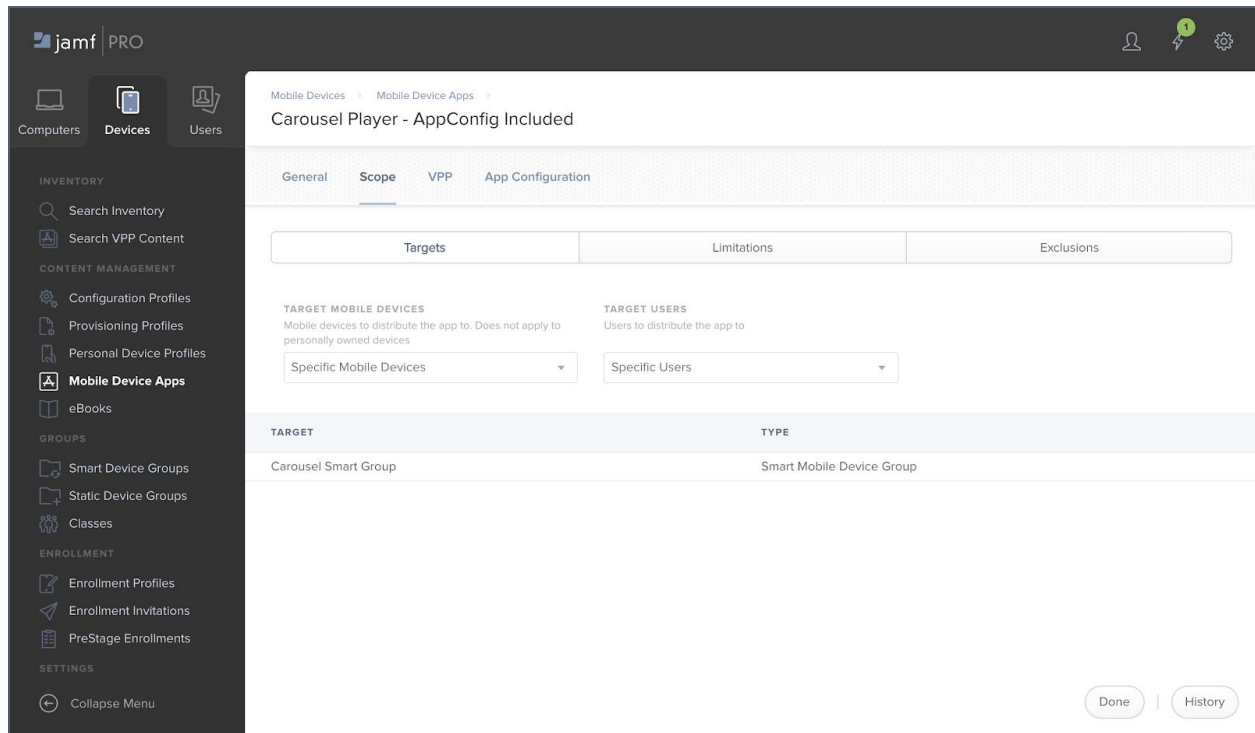 jamf PRO
1
Computers
Devices
Users
INVENTORY
Search Inventory
Search VPP Content
CONTENT MANAGEMENT
Configuration Profiles
Provisioning Profiles
Personal Device Profiles
Mobile Device Apps
eBooks
GROUPS
Smart Device Groups
Static Device Groups
Classes
ENROLLMENT
Enrollment Profiles
Enrollment Invitations
PreStage Enrollments
SETTINGS
Collapse Menu
Mobile Devices > Mobile Device Apps >
Carousel Player - AppConfig Included
General Scope VPP App Configuration
Targets Limitations Exclusions
TARGET MOBILE DEVICES
Mobile devices to distribute the app to. Does not apply to
personally owned devices
Specific Mobile Devices
TARGET USERS
Users to distribute the app to
Specific Users
TARGET TYPE
Carousel Smart Group Smart Mobile Device Group
Done History